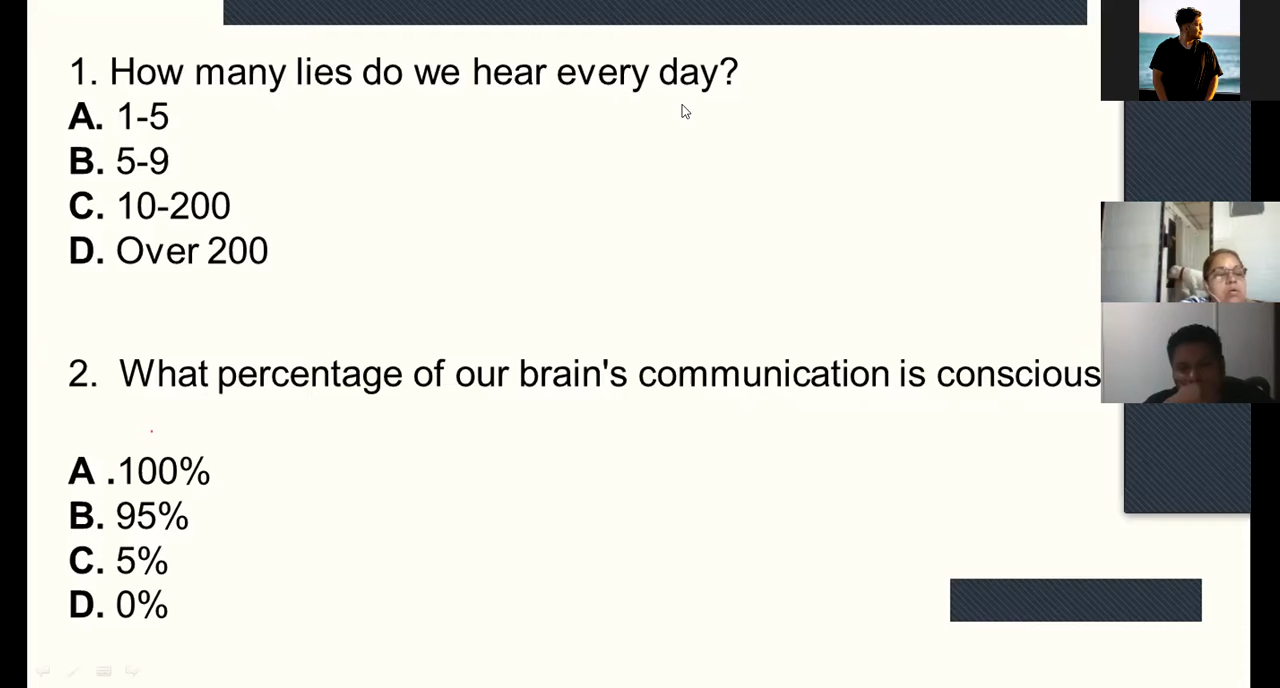 1. How many lies do we hear every day?
A. 1-5
B. 5-9
C. 10-200
D. Over 200
2. What percentage of our brain's communication is conscious
A .100%
B. 95%
C. 5%
D. 0%